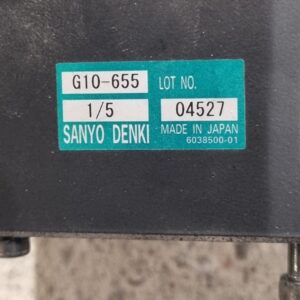 G10-655 LOT NO.
1/5 04527
SANYO DENKI MADE IN JAPAN
6038500-01